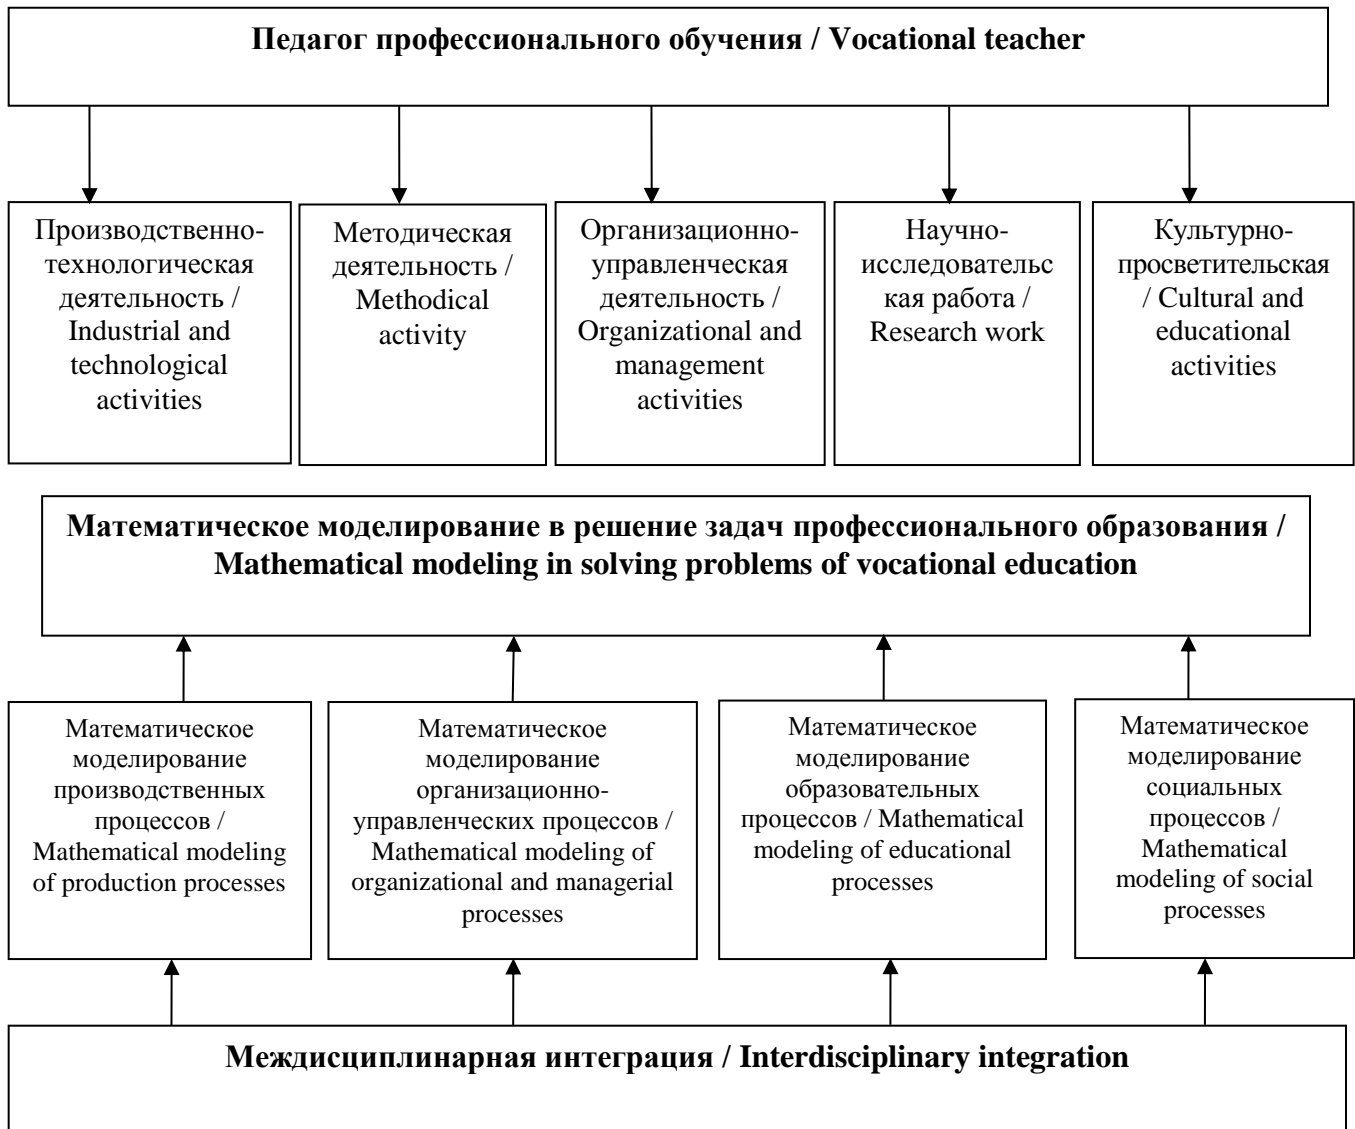 Педагог профессионального обучения / Vocational teacher
Производственно-
технологическая
деятельность /
Industrial and
technological
activities
Методическая
деятельность /
Methodical
activity
Организационно-
управленческая
деятельность /
Organizational and
management
activities
Научно-
исследовательс
кая работа /
Research work
Культурно-
просветительская
/ Cultural and
educational
activities
Математическое моделирование в решение задач профессионального образования /
Mathematical modeling in solving problems of vocational education
Математическое
моделирование
производственных
процессов /
Mathematical modeling
of production processes
Математическое
моделирование
организационно-
управленческих процессов /
Mathematical modeling of
organizational and managerial
processes
Математическое
моделирование
образовательных
процессов / Mathematical
modeling of educational
processes
Математическое
моделирование
социальных
процессов /
Mathematical
modeling of social
processes
Междисциплинарная интеграция / Interdisciplinary integration